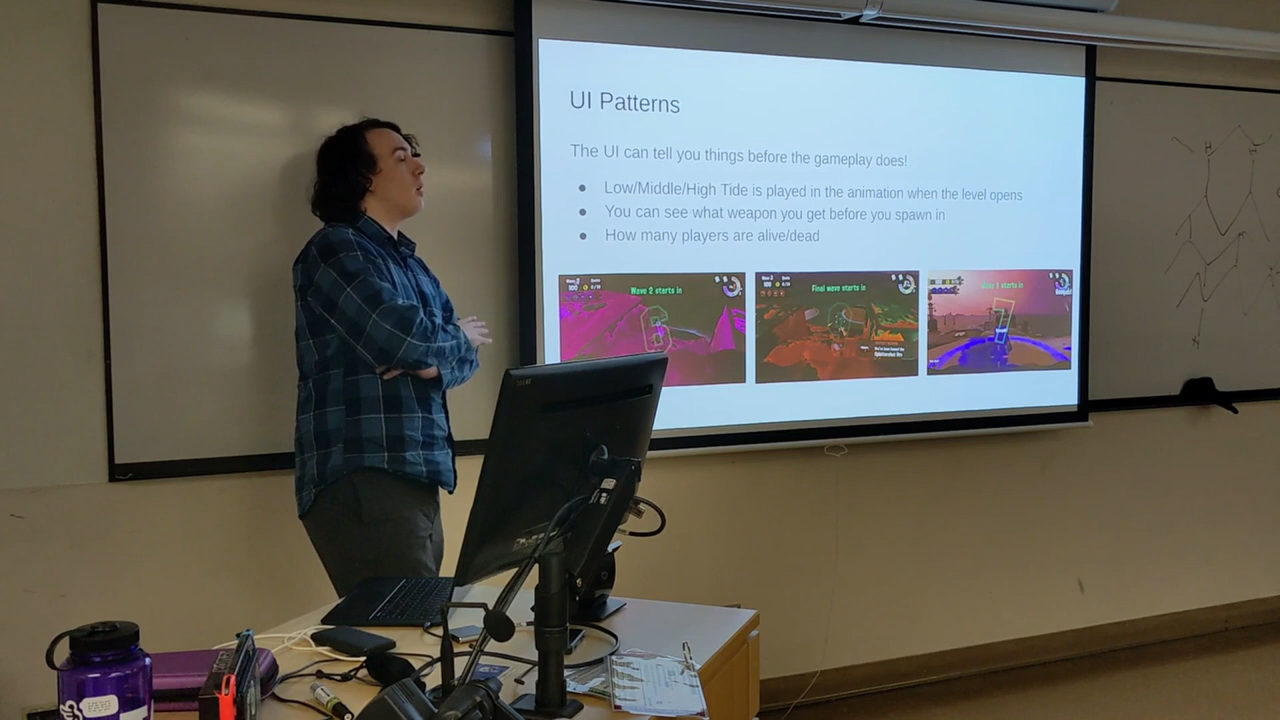 UI Patterns
The UI can tell you things before the gameplay does!
Low/Middle/High Tide is played in the animation when the level opens
You can see what weapon you get before you spawn in
How many players are alive/dead
Wave 2 starts in
Final wave starts in
100
100